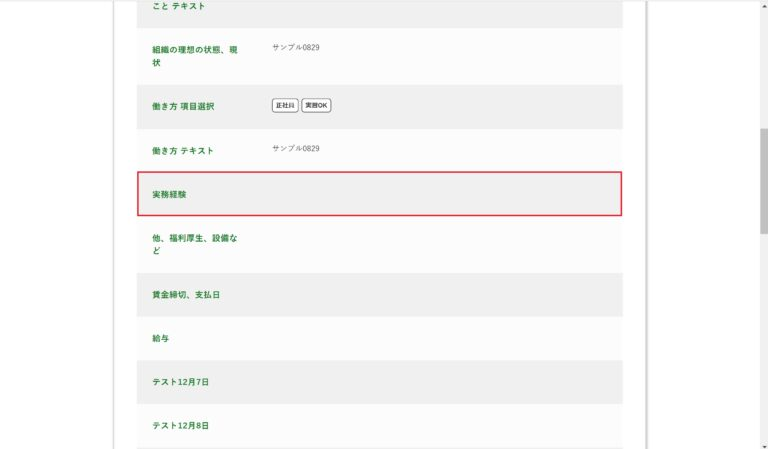 こと テキスト
組織の理想の状態、現
状
サンプル0829
働き方 項目選択
正社員 実習OK
働き方 テキスト
サンプル0829
実務経験
他、福利厚生、設備な
ど
賃金締切、支払日
給与
テスト12月7日
テスト12月8日